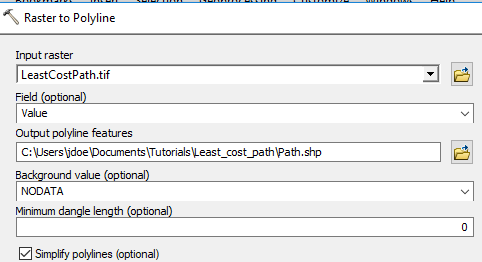 Raster to Polyline
Input raster
LeastCostPath.tif
Field (optional)
Value
Output polyline features
C:\Users\jdoe\Documents\Tutorials\Least_cost_path\Path.shp
Background value (optional)
NODATA
Minimum dangle length (optional)
0
Simplify polylines (optional)